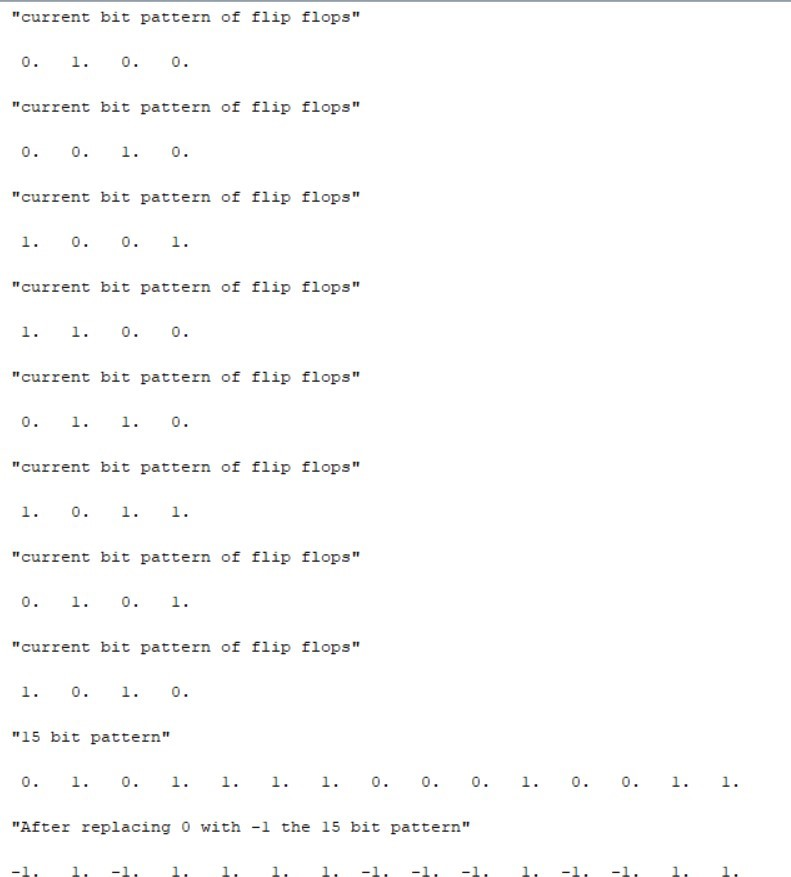 "current bit pattern of flip flops"
0. 1. 0. 0.
"current bit pattern of flip flops"
0. 0. 1. 0.
"current bit pattern of flip flops"
1. 0. 0. 1.
"current bit pattern of flip flops"
1. 1. 0. 0.
"current bit pattern of flip flops"
0. 1. 1. 0.
"current bit pattern of flip flops"
1. 0. 1. 1.
"current bit pattern of flip flops"
0. 1. 0. 1.
"current bit pattern of flip flops"
1. 0. 1. 0.
"15 bit pattern"
0. 1. 0. 1. 1. 1. 1. 0. 0. 0. 1. 0. 0. 1. 1.
"After replacing 0 with -1 the 15 bit pattern"
-1. 1. -1. 1. 1. 1. 1. -1. -1. -1. 1. -1. -1. 1. 1.